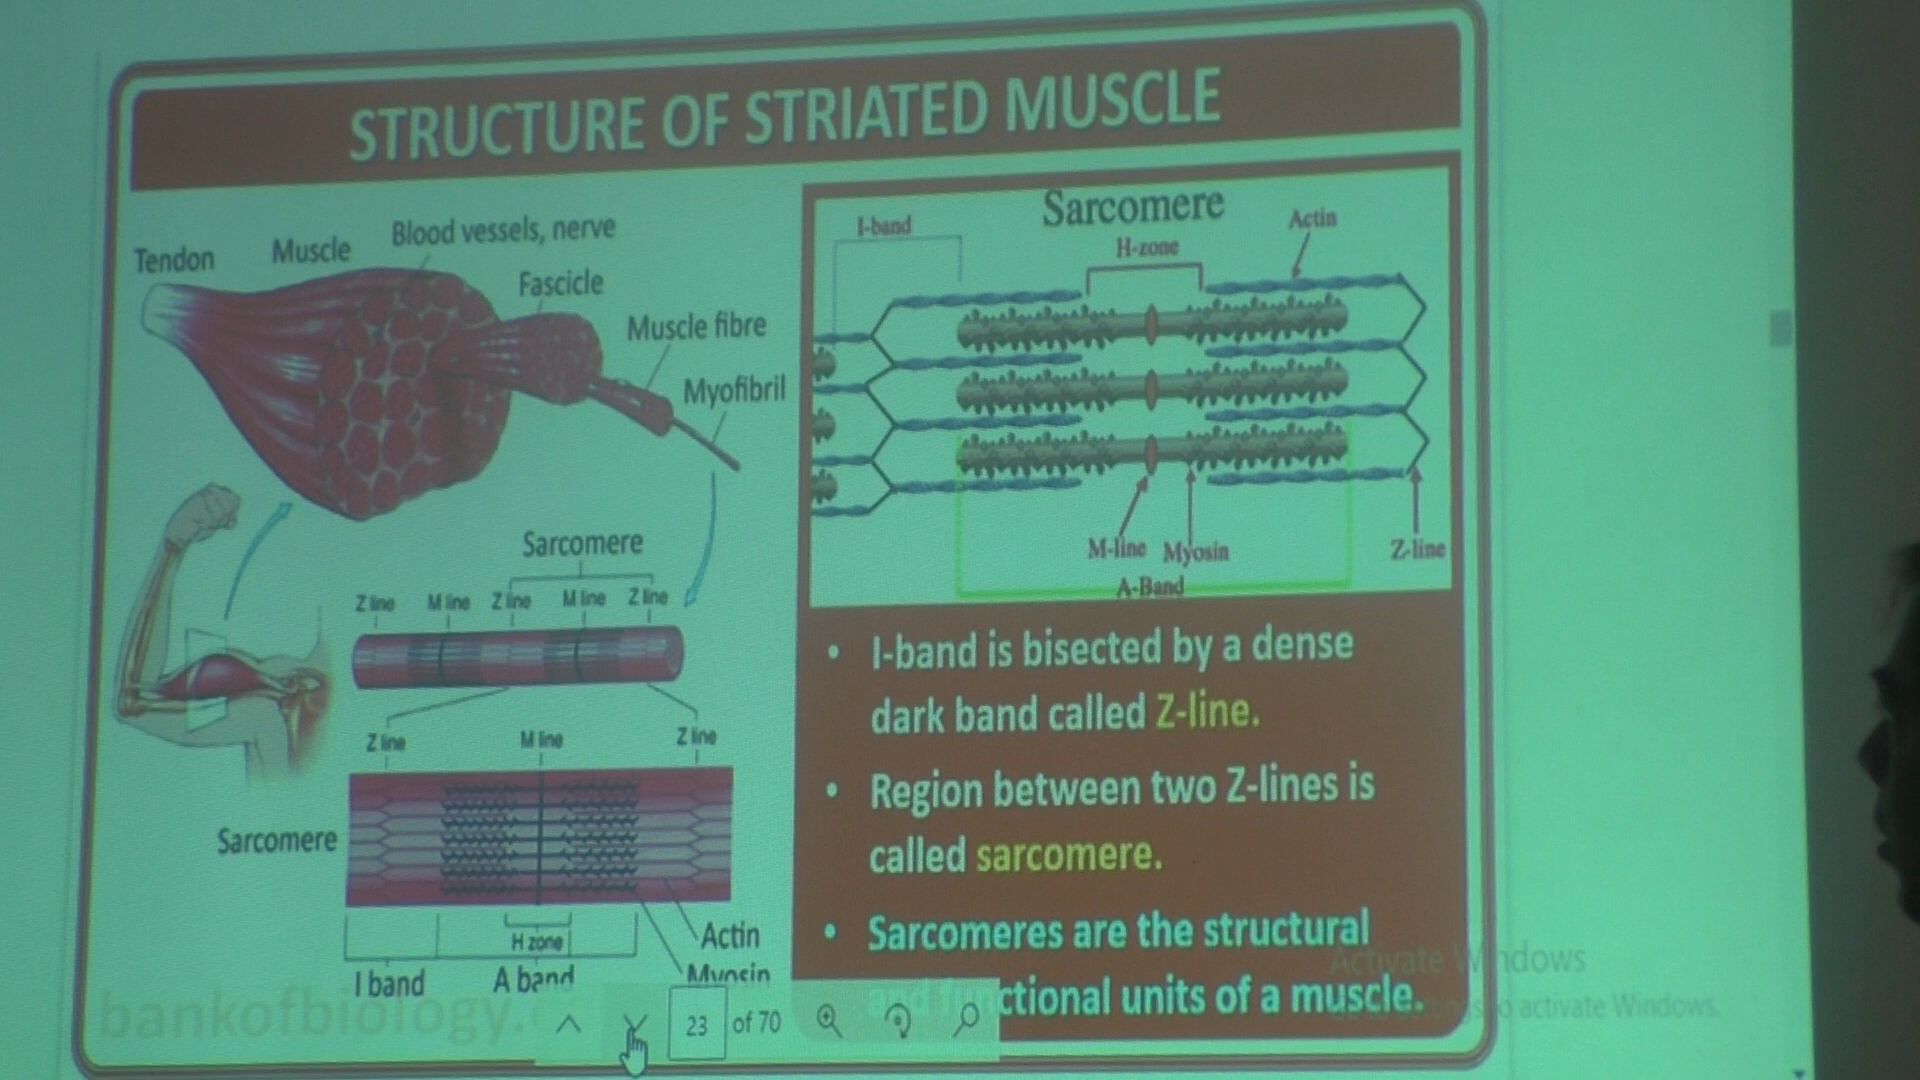 STRUCTURE OF STRIATED MUSCLE
Tendon
Muscle
Blood vessels, nerve
Fascicle
Muscle fibre
Myofibril
Sarcomere
Z line M line Z line M line Z line
Z line M line Z line
Sarcomere
H zone
I band A band
Actin
Myosin
Sarcomere
I-band
H-zone
Actin
M-line Myosin Z-line
A-Band
• I-band is bisected by a dense
dark band called Z-line.
• Region between two Z-lines is
called sarcomere.
• Sarcomeres are the structural
and functional units of a muscle.
Activate Windows
to activate Windows.
bankofbiology.
23 of 70